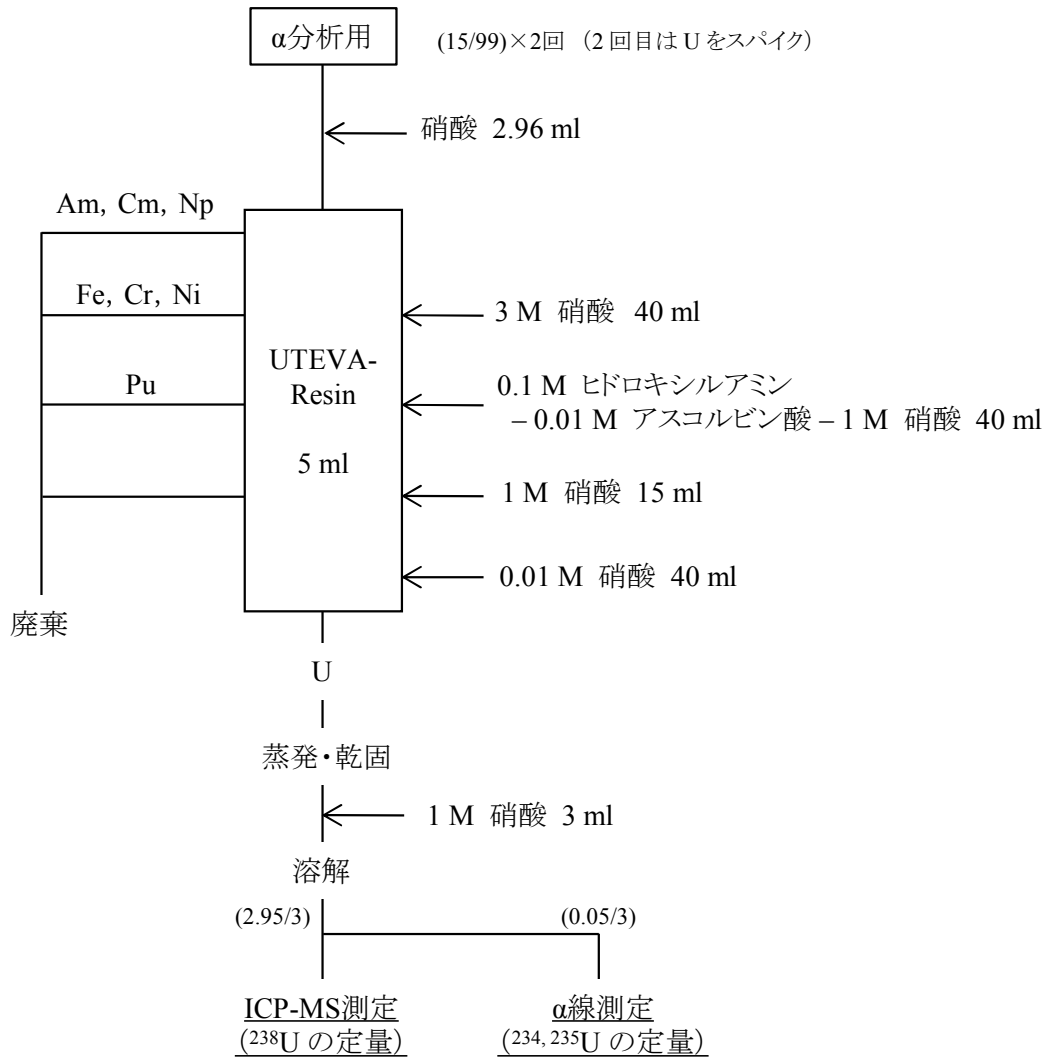 α分析用
(15/99)×2回 (2 回目は U をスパイク)
硝酸 2.96 ml
Am, Cm, Np
Fe, Cr, Ni
Pu
廃棄
UTEVA-
Resin
5 ml
3 M 硝酸 40 ml
0.1 M ヒドロキシルアミン
– 0.01 M アスコルビン酸 – 1 M 硝酸 40 ml
1 M 硝酸 15 ml
0.01 M 硝酸 40 ml
U
蒸発・乾固
1 M 硝酸 3 ml
溶解
(2.95/3)
(0.05/3)
ICP-MS測定
(²³⁸U の定量)
α線測定
(²³⁴, ²³⁵U の定量)